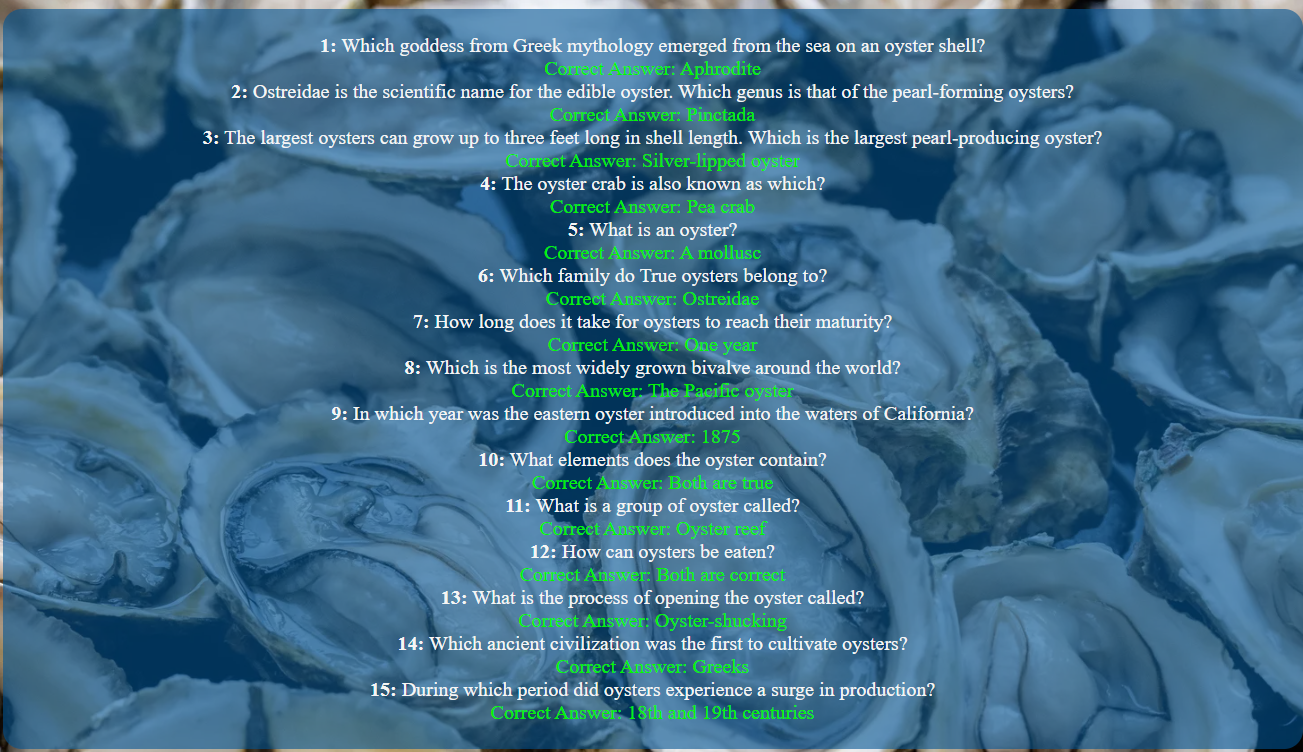 1: Which goddess from Greek mythology emerged from the sea on an oyster shell?
Correct Answer: Aphrodite
2: Ostreidae is the scientific name for the edible oyster. Which genus is that of the pearl-forming oysters?
Correct Answer: Pinctada
3: The largest oysters can grow up to three feet long in shell length. Which is the largest pearl-producing oyster?
Correct Answer: Silver-lipped oyster
4: The oyster crab is also known as which?
Correct Answer: Pea crab
5: What is an oyster?
Correct Answer: A mollusc
6: Which family do True oysters belong to?
Correct Answer: Ostreidae
7: How long does it take for oysters to reach their maturity?
Correct Answer: One year
8: Which is the most widely grown bivalve around the world?
Correct Answer: The Pacific oyster
9: In which year was the eastern oyster introduced into the waters of California?
Correct Answer: 1875
10: What elements does the oyster contain?
Correct Answer: Both are true
11: What is a group of oyster called?
Correct Answer: Oyster reef
12: How can oysters be eaten?
Correct Answer: Both are correct
13: What is the process of opening the oyster called?
Correct Answer: Oyster-shucking
14: Which ancient civilization was the first to cultivate oysters?
Correct Answer: Greeks
15: During which period did oysters experience a surge in production?
Correct Answer: 18th and 19th centuries